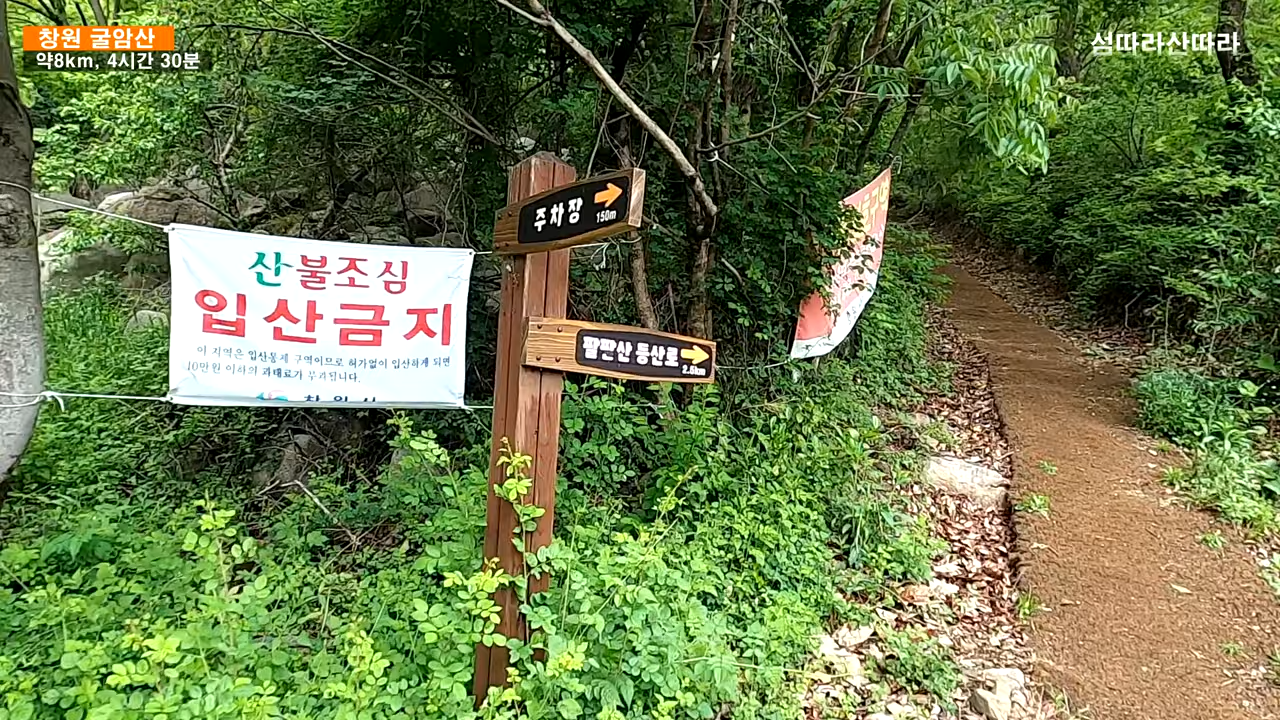 창원 굴암산
약8km, 4시간 30분
섬따라산따라
주차장
150m
산불조심
입산금지
이 지역은 입산통제 구역이므로 허가없이 입산하게 되면
10만원 이하의 과태료가 부과됩니다.
창원시
팔판산 등산로
2.6km